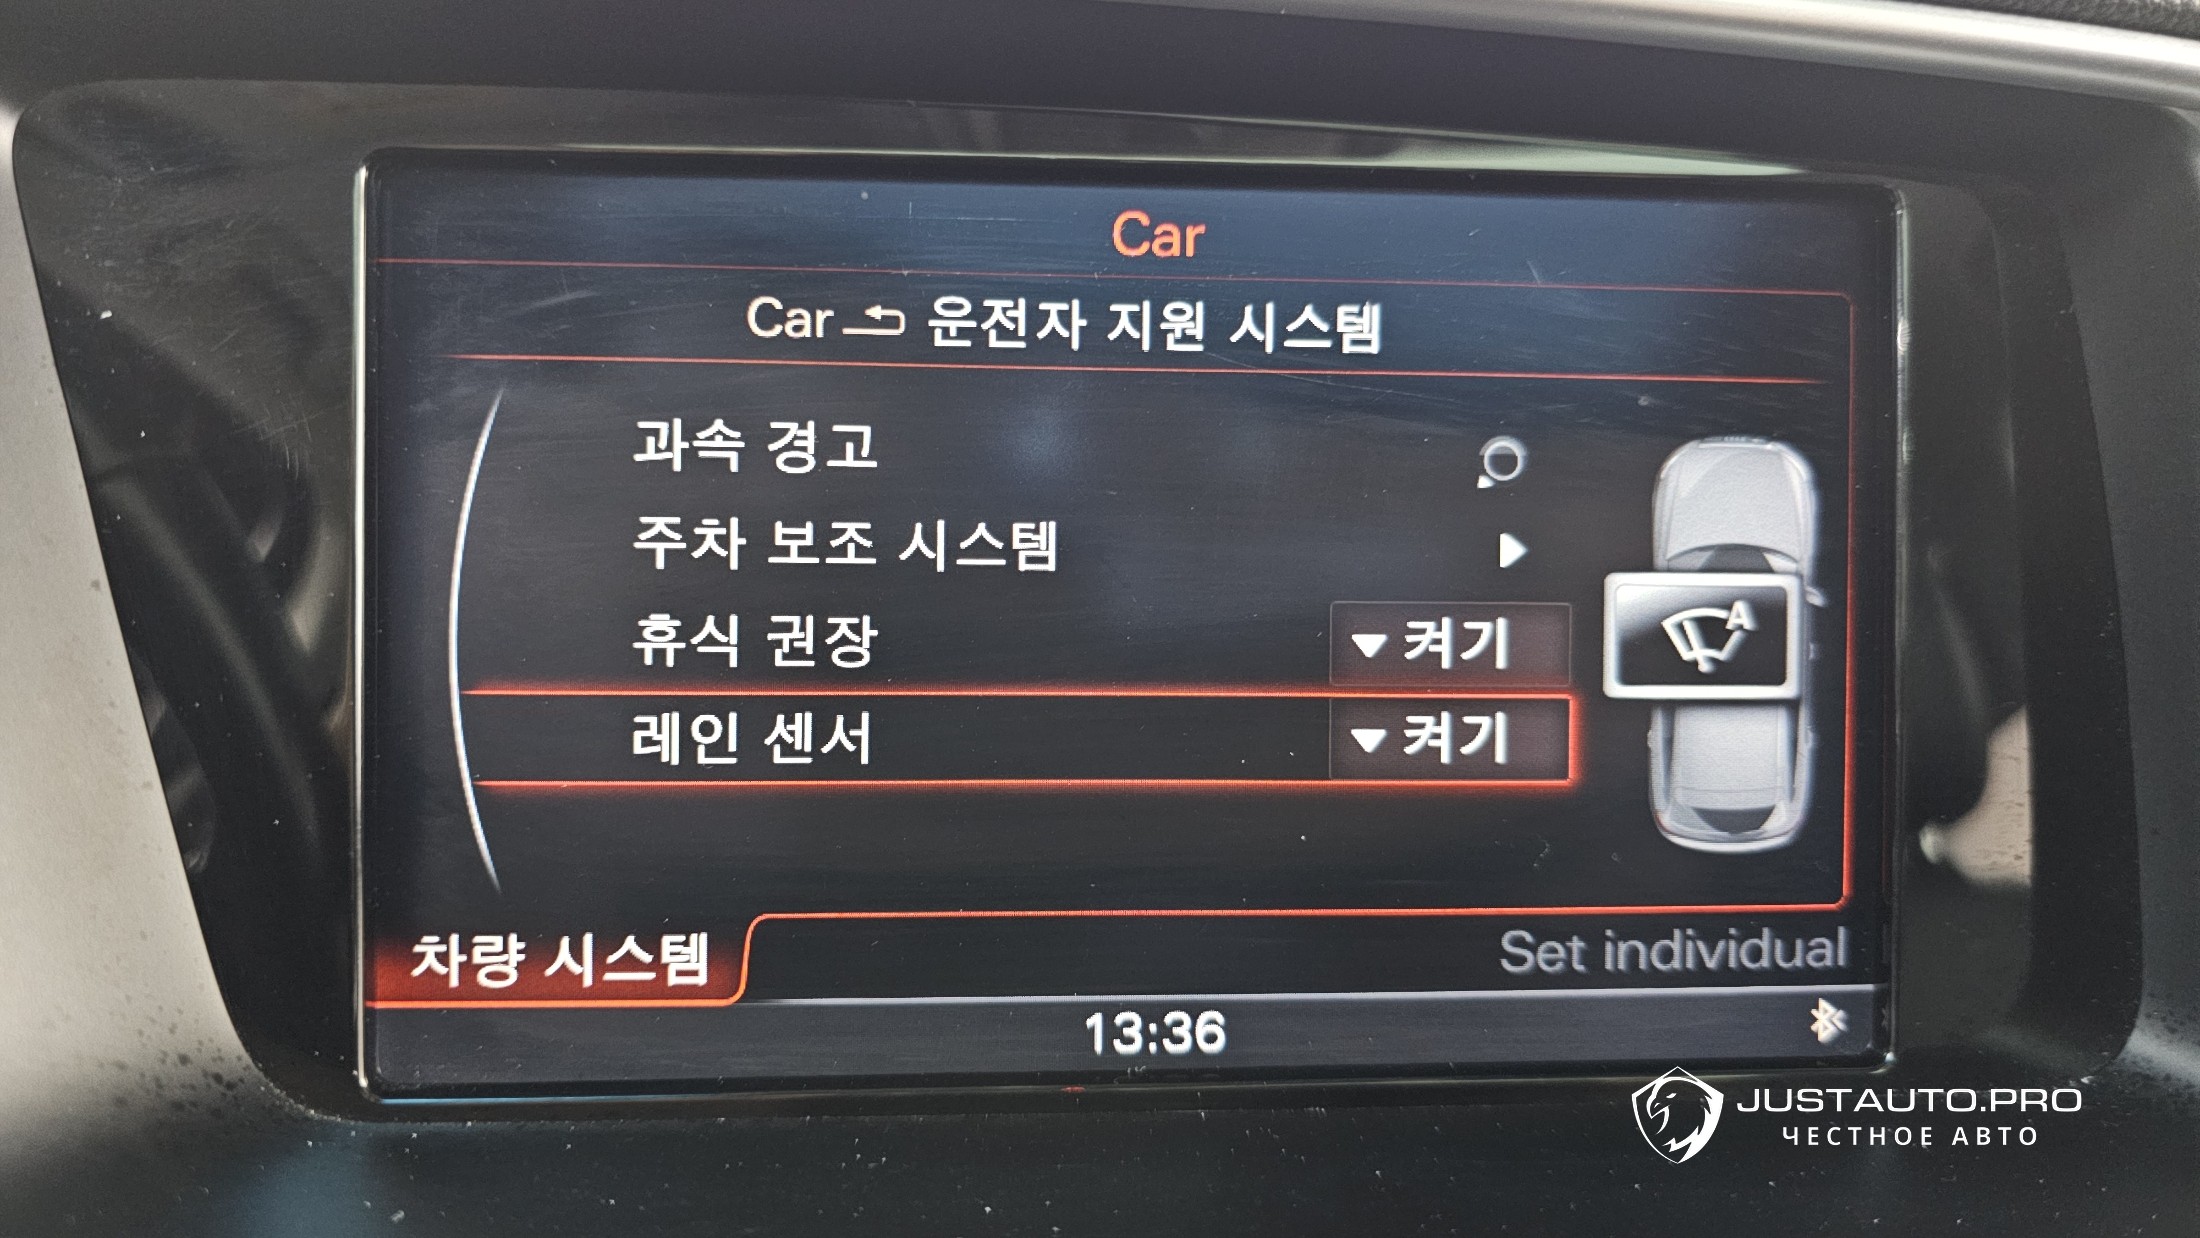 Car
Car 운전자 지원 시스템
과속 경고
주차 보조 시스템
휴식 권장 켜기
A
레인 센서 켜기
차량 시스템 Set individual
13:36
JUSTAUTO.PRO
ЧЕСТНОЕ АВТО